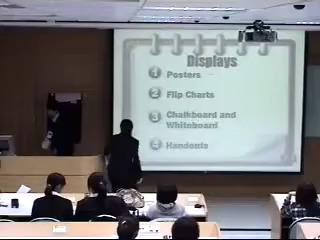 Displays
1 Posters
2 Flip Charts
3 Chalkboard and
Whiteboard
4 Handouts